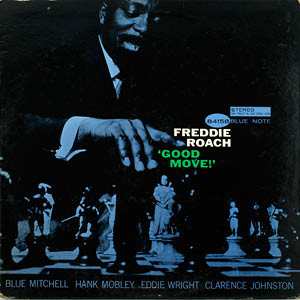 STEREO
84158 BLUE NOTE
FREDDIE
ROACH
'GOOD
MOVE!'
BLUE MITCHELL HANK MOBLEY EDDIE WRIGHT CLARENCE JOHNSTON